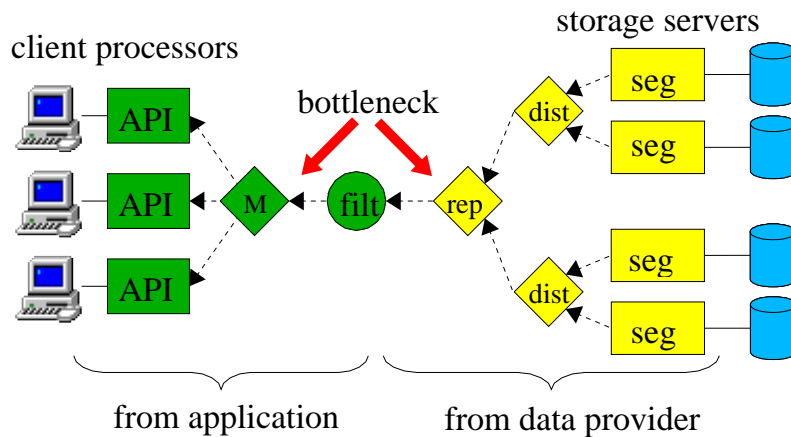 storage servers
client processors
seg
API
bottleneck
dist
seg
API
M
filt
rep
seg
API
dist
seg
from application
from data provider